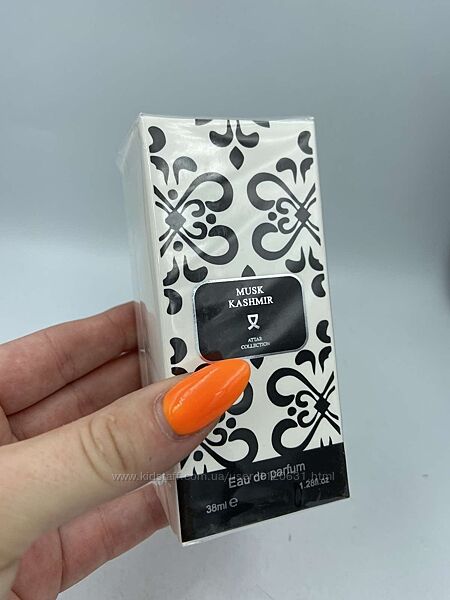 MUSK
KASHMIR
ATTAR
COLLECTION
Eau de parfum
38ml e 1.28fl.oz